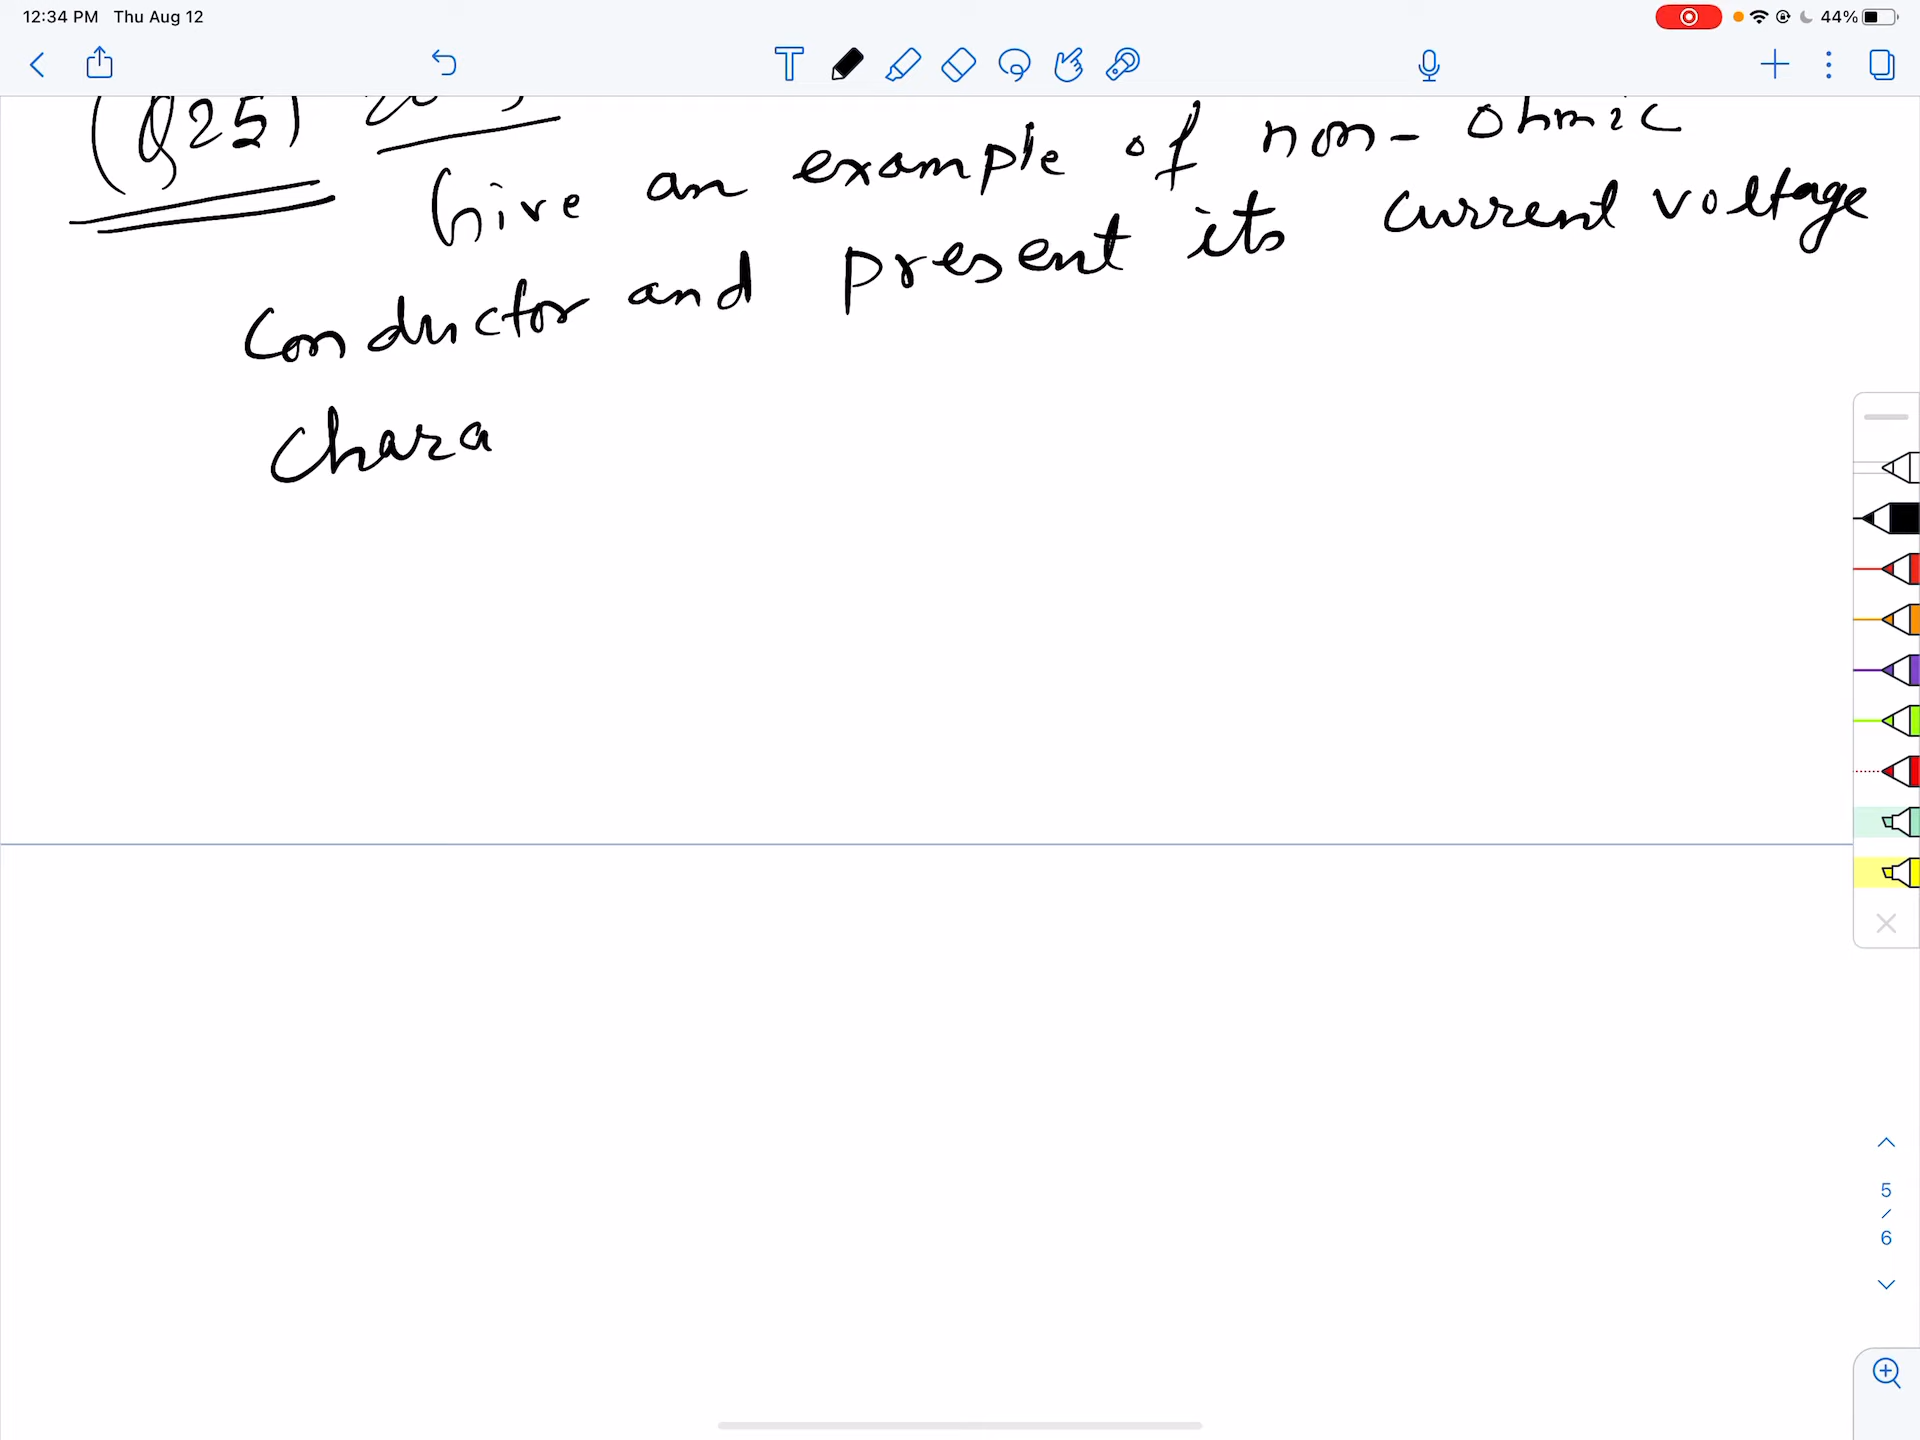 12:34 PM Thu Aug 12
44%
(Q25)
Give an example of non-ohmic
conductor and present its current voltage
chara
5
/
6